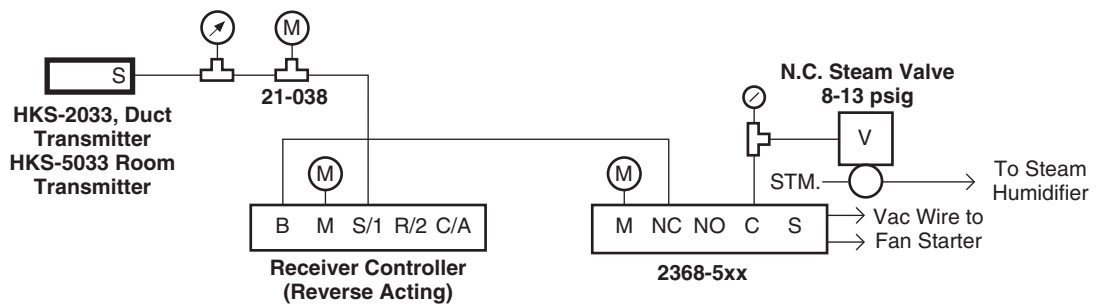 M
S
21-038
HKS-2033, Duct
Transmitter
HKS-5033 Room
Transmitter
N.C. Steam Valve
8-13 psig
V
M
M
STM.
To Steam
Humidifier
B M S/1 R/2 C/A
M NC NO C S
Vac Wire to
Fan Starter
Receiver Controller
(Reverse Acting)
2368-5xx